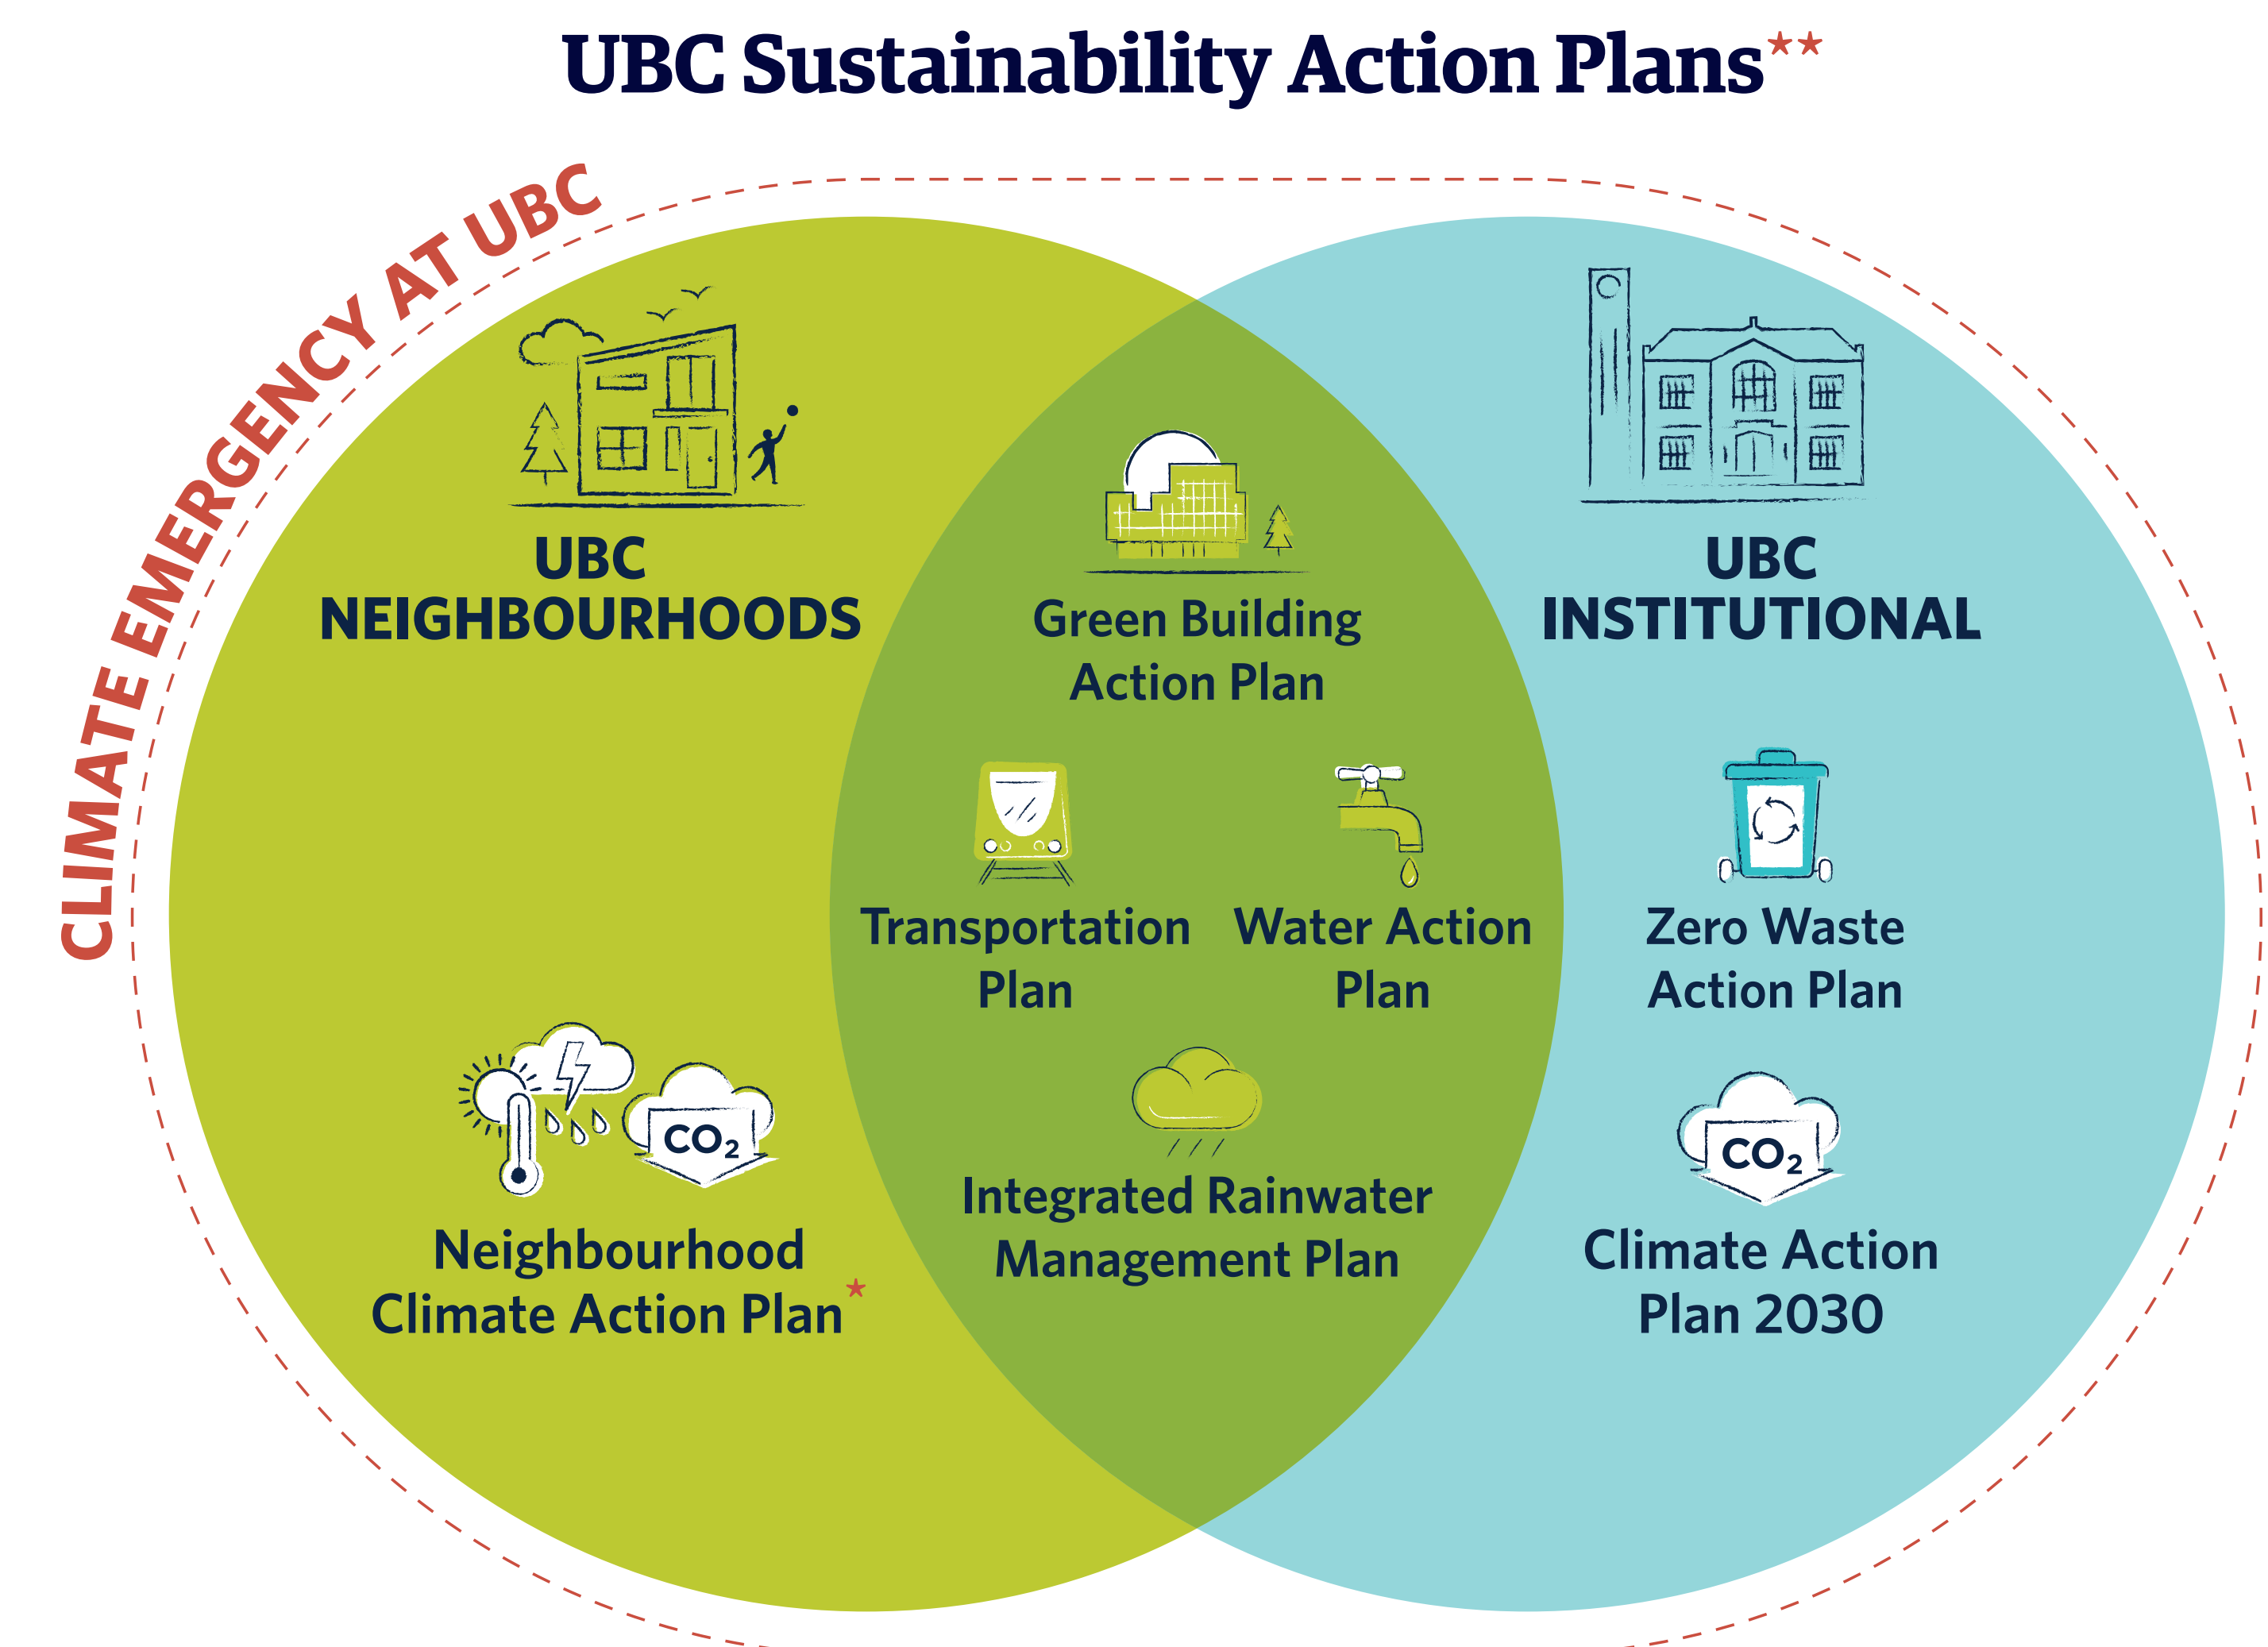 UBC Sustainability Action Plans**
CLIMATE EMERGENCY AT UBC
UBC
NEIGHBOURHOODS
Neighbourhood
Climate Action Plan*
CO₂
Green Building
Action Plan
Transportation
Plan
Water Action
Plan
Integrated Rainwater
Management Plan
UBC
INSTITUTIONAL
Zero Waste
Action Plan
CO₂
Climate Action
Plan 2030